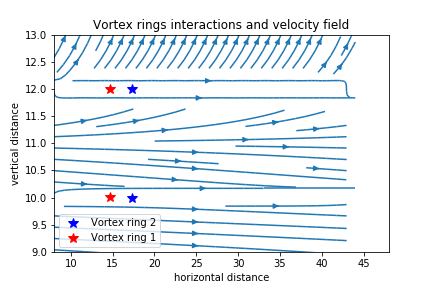 Vortex rings interactions and velocity field
13.0
12.5
12.0
11.5
11.0
10.5
10.0
9.5
9.0
vertical distance
Vortex ring 2
Vortex ring 1
10 15 20 25 30 35 40 45
horizontal distance